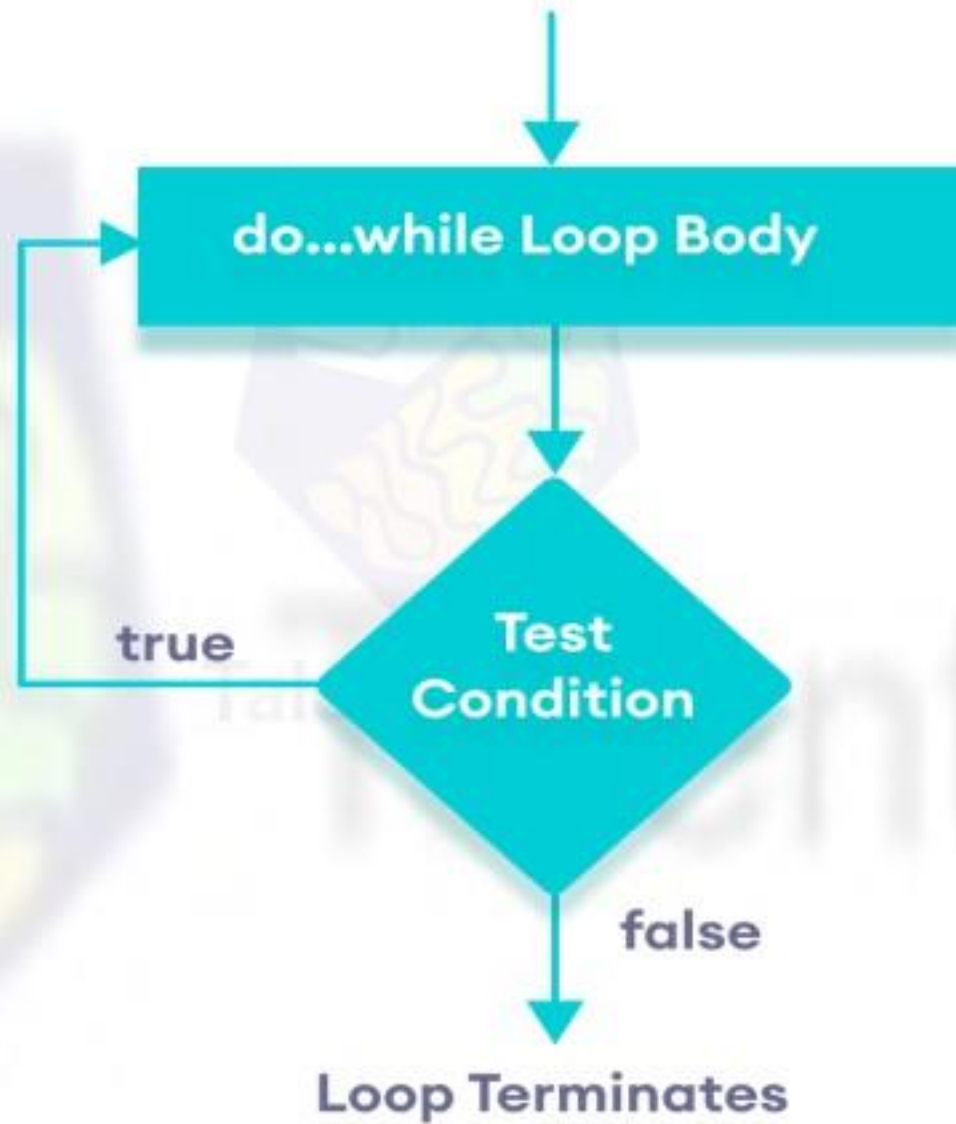 do...while Loop Body
Test
Condition
true
false
Loop Terminates